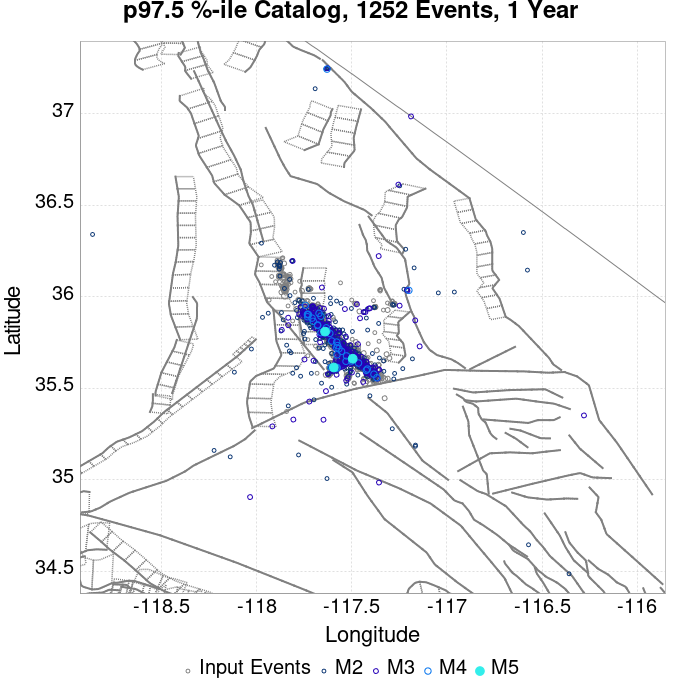 p97.5 %-ile Catalog, 1252 Events, 1 Year
37
36.5
36
35.5
35
34.5
Latitude
-118.5
-118
-117.5
-117
-116.5
-116
Longitude
Input Events
M2
M3
M4
M5